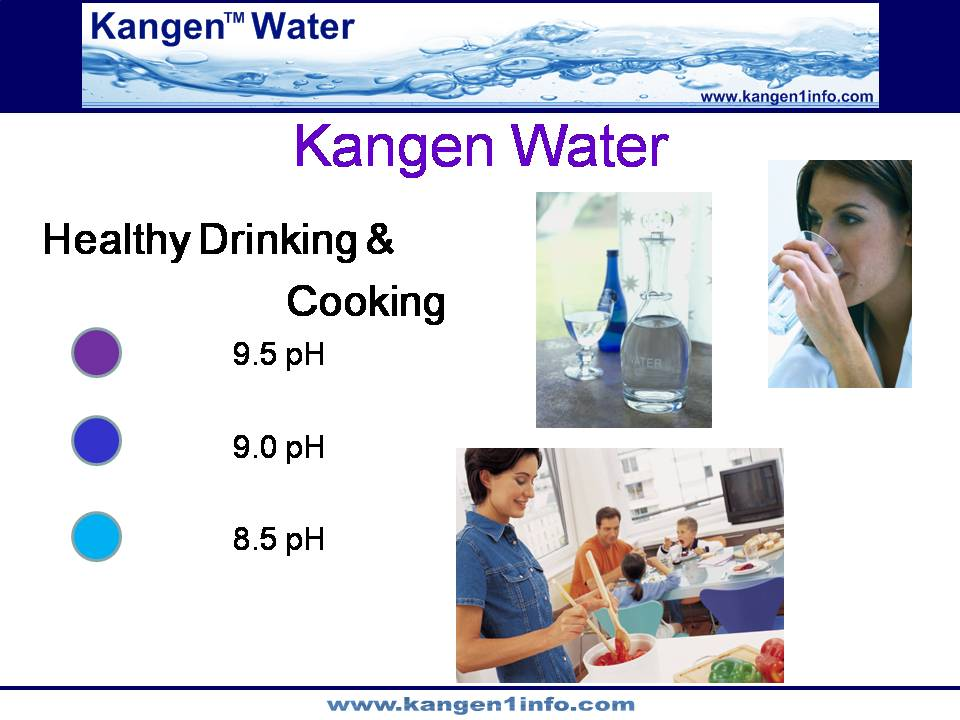 Kangen™ Water
www.kangen1info.com
Kangen Water
Healthy Drinking &
Cooking
9.5 pH
9.0 pH
8.5 pH
WATER
www.kangen1info.com